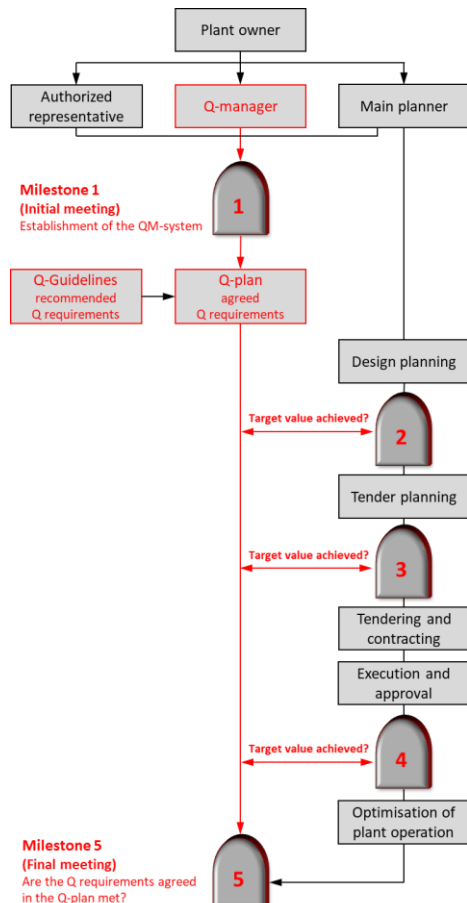 Plant owner
Authorized
representative
Q-manager
Main planner
Milestone 1
(Initial meeting)
Establishment of the QM-system
1
Q-Guidelines
recommended
Q requirements
Q-plan
agreed
Q requirements
Design planning
Target value achieved?
2
Tender planning
Target value achieved?
3
Tendering and
contracting
Execution and
approval
Target value achieved?
4
Optimisation of
plant operation
Milestone 5
(Final meeting)
Are the Q requirements agreed
in the Q-plan met?
5